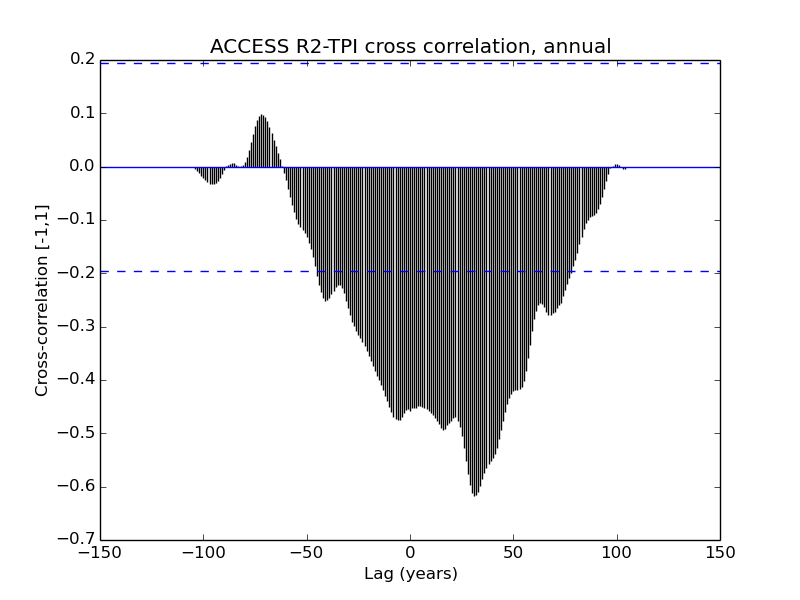 ACCESS R2-TPI cross correlation, annual
0.2
0.1
0.0
−0.1
−0.2
−0.3
−0.4
−0.5
−0.6
−0.7
Cross-correlation [-1,1]
−150 −100 −50 0 50 100 150
Lag (years)